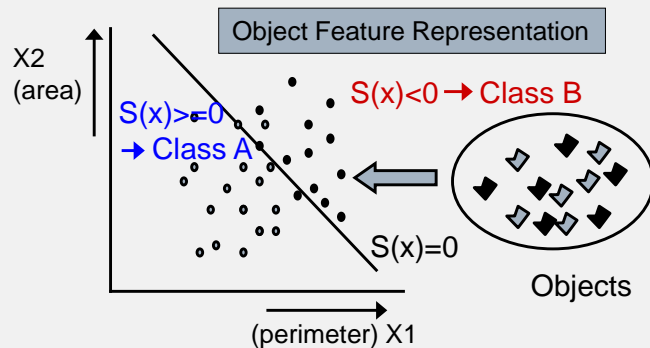 Object Feature Representation
X2
(area)
S(x)>=0
→ Class A
S(x)<0 → Class B
S(x)=0
Objects
(perimeter) X1